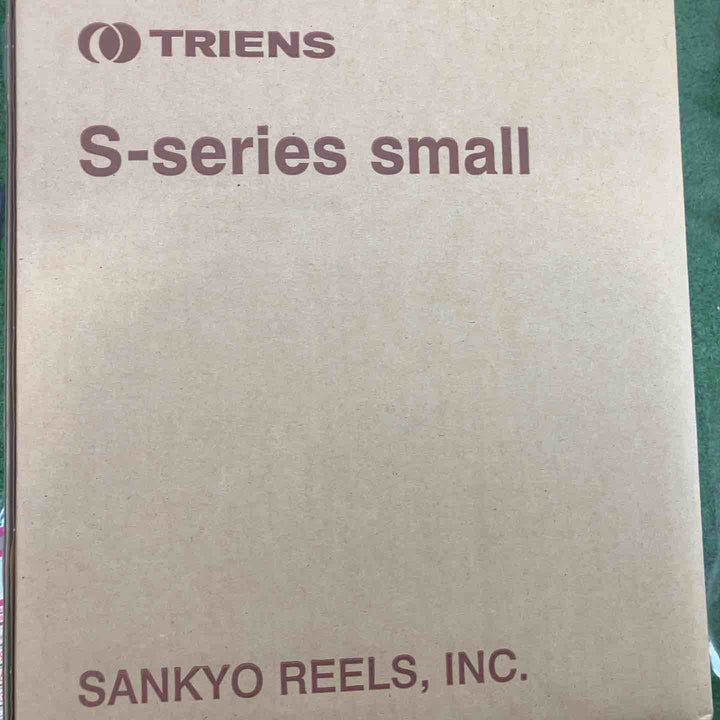 TRIENS
S-series small
SANKYO REELS, INC.